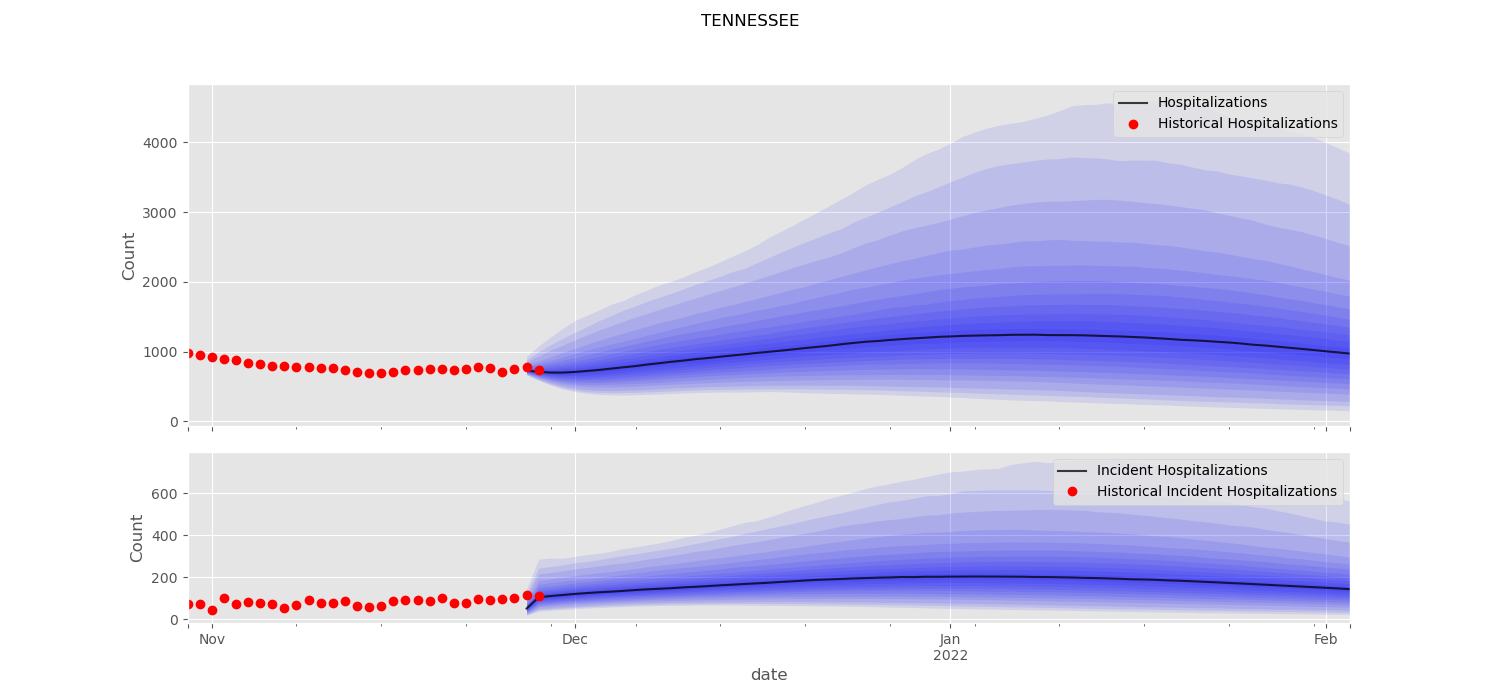 TENNESSEE
Hospitalizations
Historical Hospitalizations
4000
3000
2000
1000
0
Count
Incident Hospitalizations
Historical Incident Hospitalizations
600
400
200
0
Count
Nov
Dec
Jan
2022
Feb
date